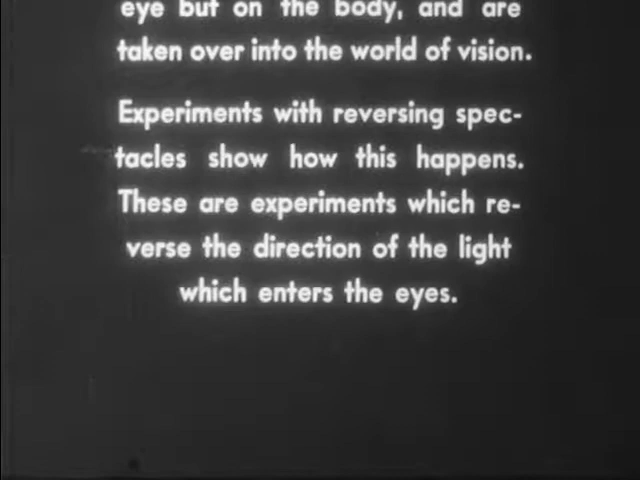 eye but on the body, and are
taken over into the world of vision.
Experiments with reversing spec-
tacles show how this happens.
These are experiments which re-
verse the direction of the light
which enters the eyes.